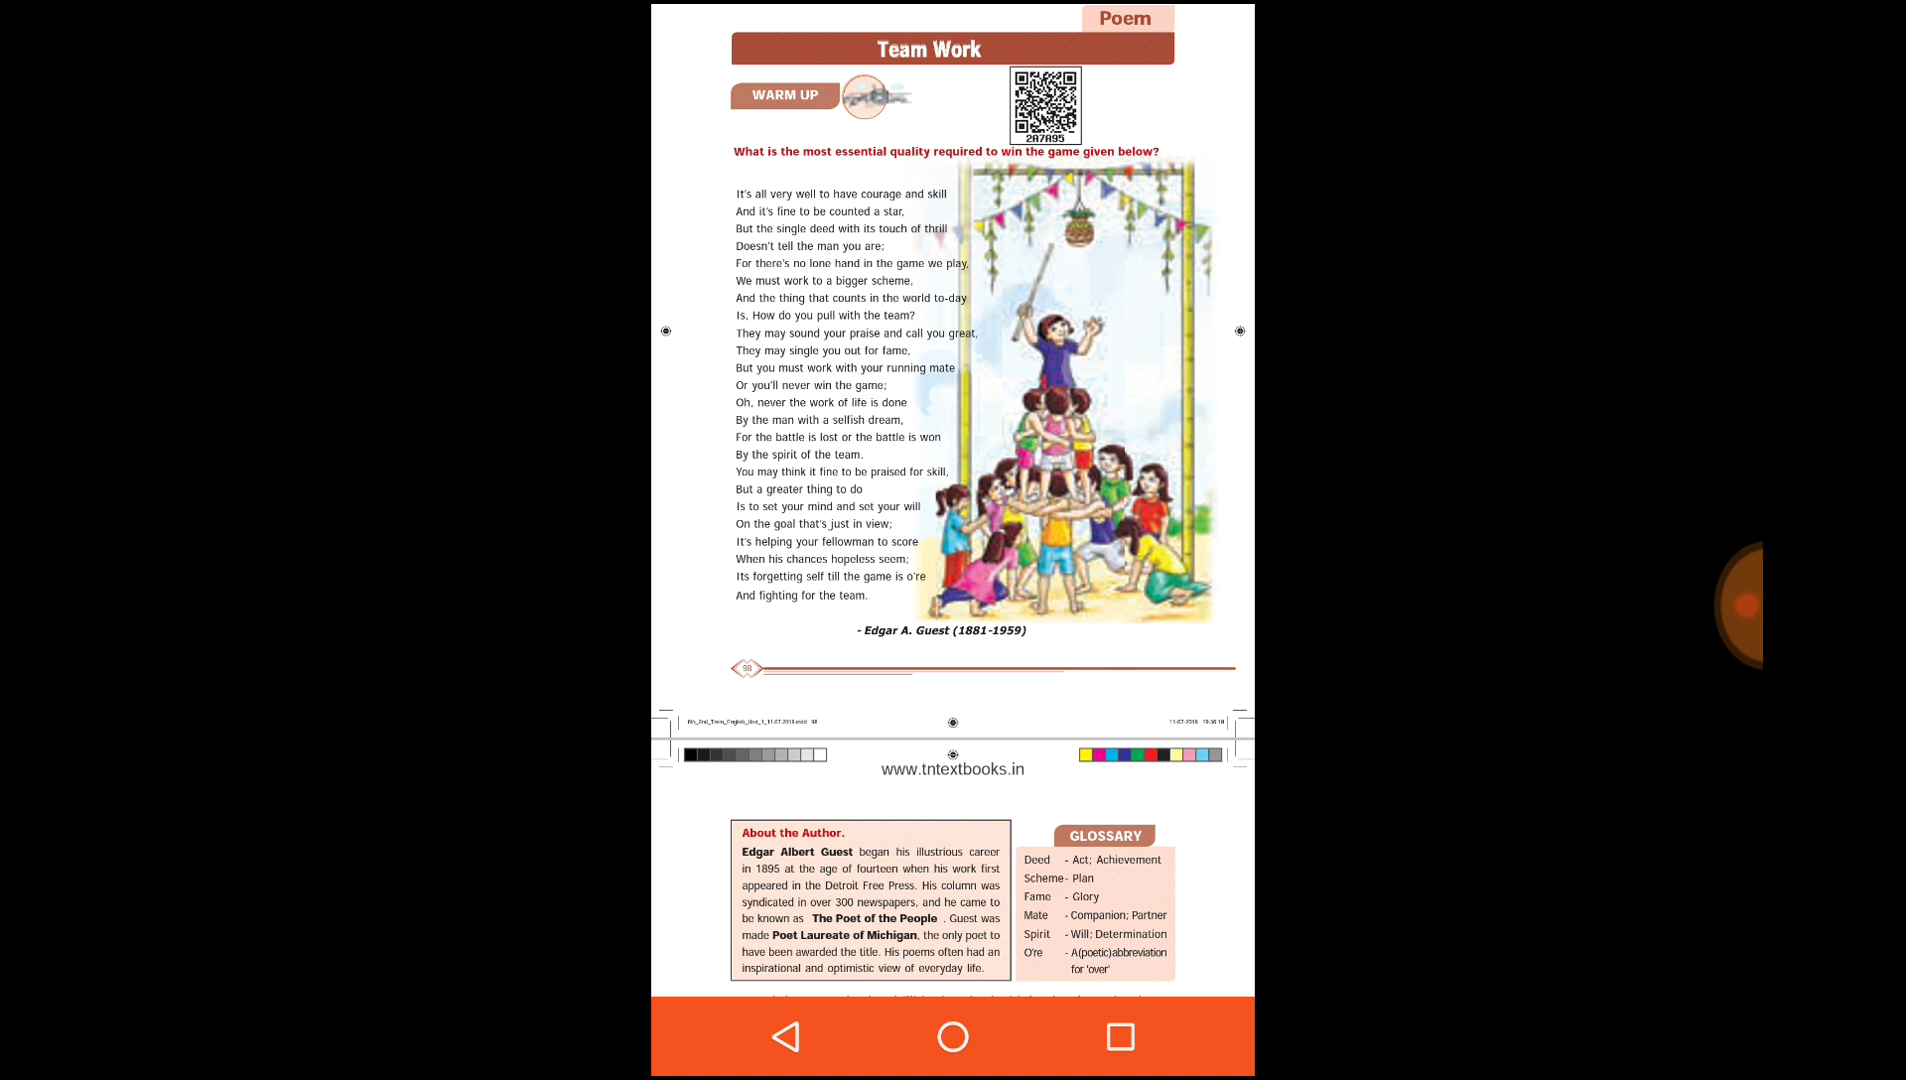 Poem
Team Work
WARM UP
2A7A95
What is the most essential quality required to win the game given below?
It's all very well to have courage and skill
And it's fine to be counted a star,
But the single deed with its touch of thrill
Doesn't tell the man you are;
For there's no lone hand in the game we play,
We must work to a bigger scheme,
And the thing that counts in the world to-day
Is, How do you pull with the team?
They may sound your praise and call you great,
They may single you out for fame,
But you must work with your running mate
Or you'll never win the game;
Oh, never the work of life is done
By the man with a selfish dream,
For the battle is lost or the battle is won
By the spirit of the team.
You may think it fine to be praised for skill,
But a greater thing to do
Is to set your mind and set your will
On the goal that's just in view;
It's helping your fellowman to score
When his chances hopeless seem;
Its forgetting self till the game is o're
And fighting for the team.
- Edgar A. Guest (1881-1959)
98
6th_2nd_Term_English_Unit_1_11.07.2018.indd 98
11-07-2018 19:36:18
www.tntextbooks.in
About the Author.
Edgar Albert Guest began his illustrious career
in 1895 at the age of fourteen when his work first
appeared in the Detroit Free Press. His column was
syndicated in over 300 newspapers, and he came to
be known as The Poet of the People . Guest was
made Poet Laureate of Michigan, the only poet to
have been awarded the title. His poems often had an
inspirational and optimistic view of everyday life.
GLOSSARY
Deed - Act; Achievement
Scheme - Plan
Fame - Glory
Mate - Companion; Partner
Spirit - Will; Determination
O're - A (poetic) abbreviation
for 'over'